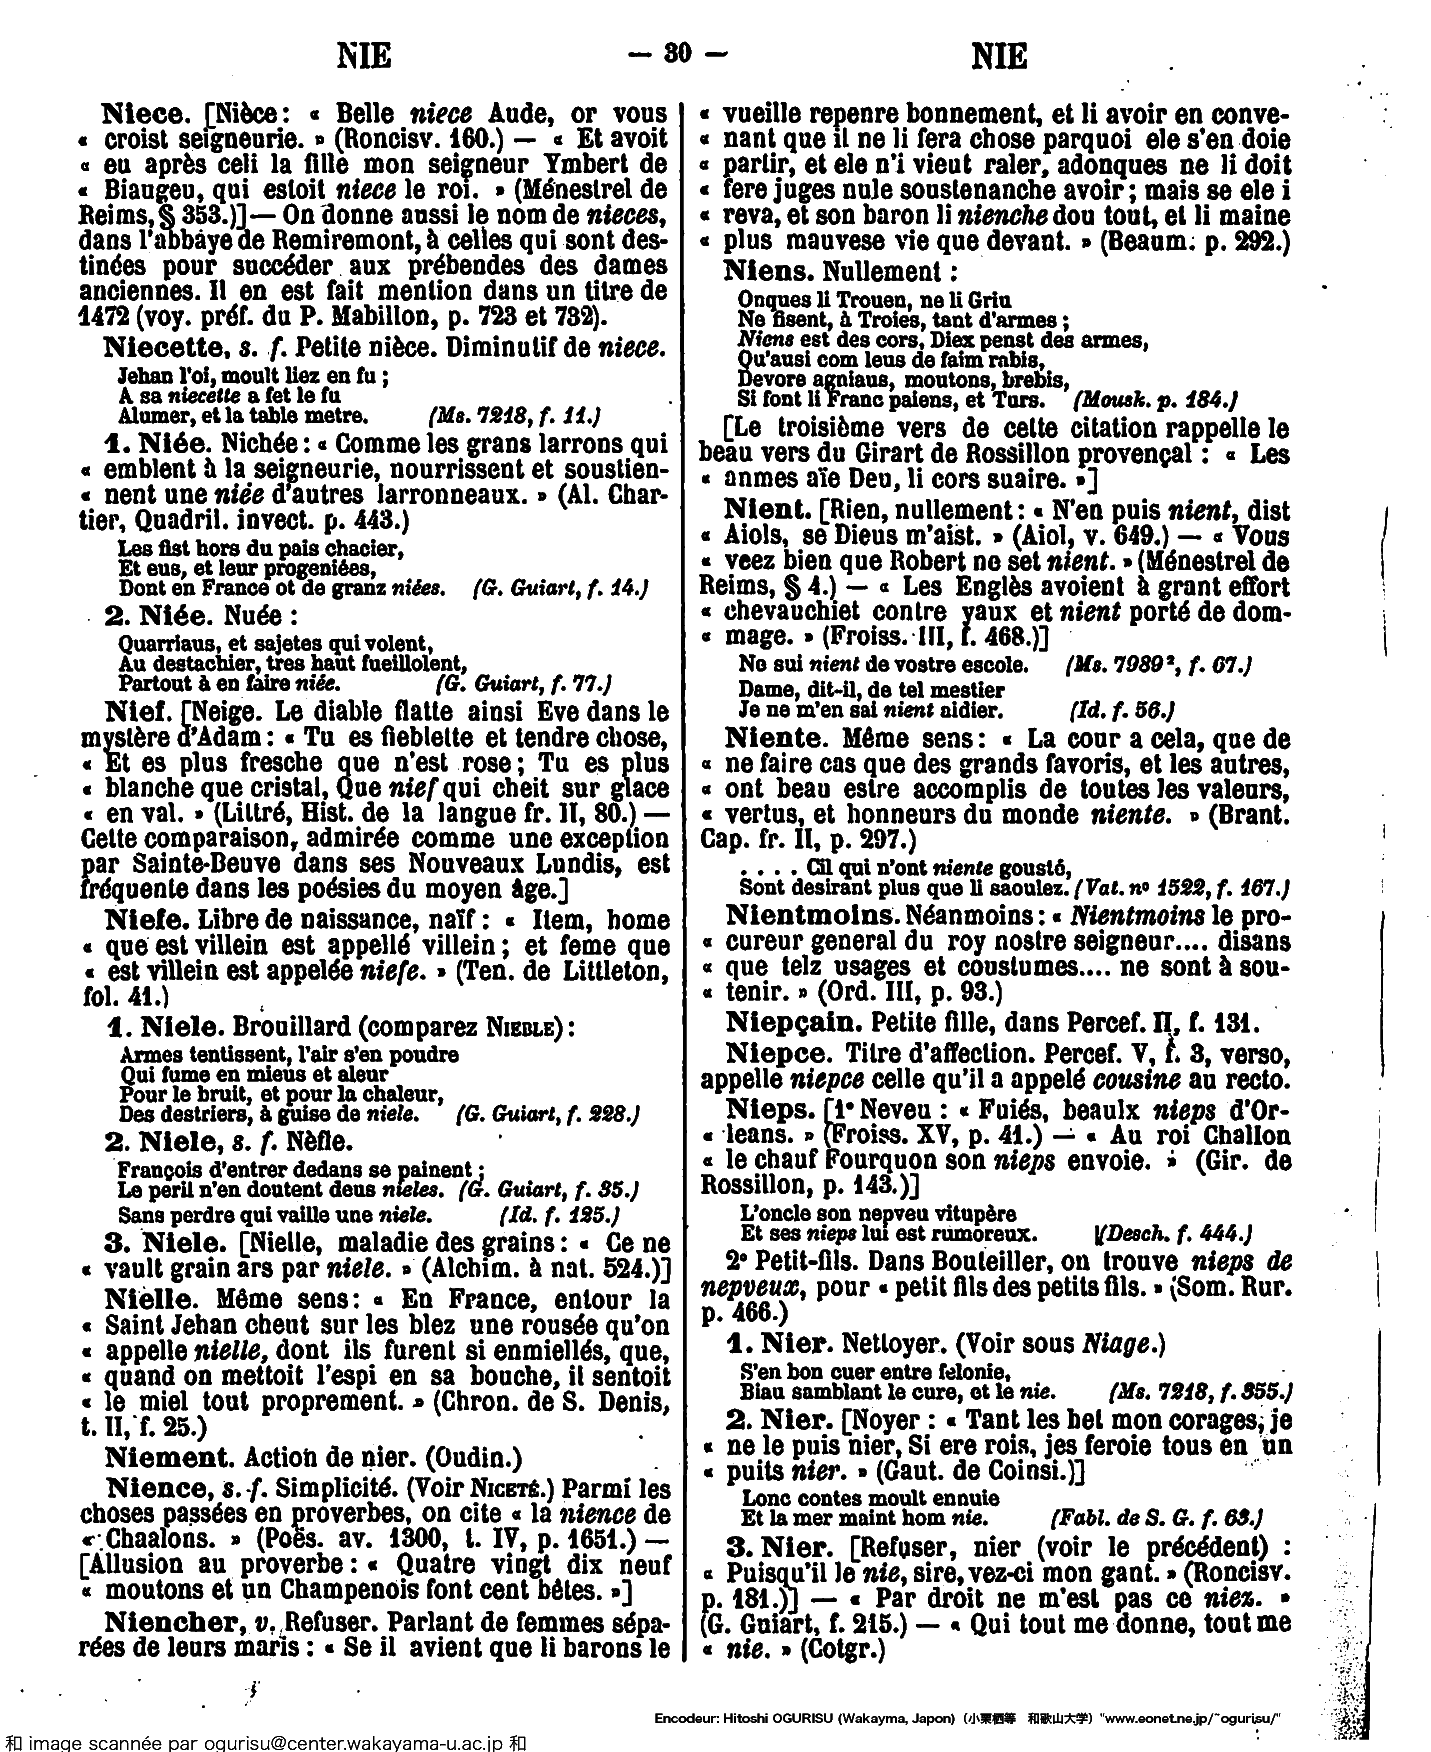 NIE — 30 — NIE
Niece. [Nièce : « Belle niece Aude, or vous
« croist seigneurie. » (Roncisv. 160.) — « Et avoit
« eu après celi la fille mon seigneur Ymbert de
« Biaugeu, qui estoit niece le roi. » (Ménestrel de
Reims, § 353.)] — On donne aussi le nom de nieces,
dans l'abbaye de Remiremont, à celles qui sont des-
tinées pour succéder aux prébendes des dames
anciennes. Il en est fait mention dans un titre de
1472 (voy. préf. du P. Mabillon, p. 723 et 732).
Niecette, s. f. Petite nièce. Diminutif de niece.
Jehan l'oi, moult liez en fu ;
A sa niecette a fet le fu
Alumer, et la table metre. (Ms. 7218, f. 11.)
1. Niée. Nichée : « Comme les grans larrons qui
« emblent à la seigneurie, nourrissent et soustien-
« nent une niée d'autres larronneaux. » (Al. Char-
tier, Quadril. invect. p. 443.)
Les fist hors du pais chacier,
Et eus, et leur progeniées,
Dont en France ot de granz niées. (G. Guiart, f. 14.)
2. Niée. Nuée :
Quarriaus, et sajetes qui volent,
Au destachier, tres haut fueillolent,
Partout à en faire niée. (G. Guiart, f. 77.)
Nief. [Neige. Le diable flatte ainsi Eve dans le
mystère d'Adam : « Tu es fieblette et tendre chose,
« Et es plus fresche que n'est rose ; Tu es plus
« blanche que cristal, Que nief qui cheit sur glace
« en val. » (Littré, Hist. de la langue fr. II, 80.) —
Cette comparaison, admirée comme une exception
par Sainte-Beuve dans ses Nouveaux Lundis, est
fréquente dans les poésies du moyen âge.]
Niefe. Libre de naissance, naïf : « Item, home
« que est villein est appellé villein ; et feme que
« est villein est appelée niefe. » (Ten. de Littleton,
fol. 41.)
1. Niele. Brouillard (comparez NIEBLE) :
Armes tentissent, l'air s'en poudre
Qui fume en mieus et aleur
Pour le bruit, et pour la chaleur,
Des destriers, à guise de niele. (G. Guiart, f. 228.)
2. Niele, s. f. Nèfle.
François d'entrer dedans se painent ;
Le peril n'en doutent deus nieles. (G. Guiart, f. 35.)
Sans perdre qui vaille une niele. (Id. f. 125.)
3. Niele. [Nielle, maladie des grains : « Ce ne
« vault grain ars par niele. » (Alchim. à nat. 524.)]
Nielle. Même sens : « En France, entour la
« Saint Jehan cheut sur les blez une rousée qu'on
« appelle nielle, dont ils furent si enmiellés, que,
« quand on mettoit l'espi en sa bouche, il sentoit
« le miel tout proprement. » (Chron. de S. Denis,
t. II, f. 25.)
Niement. Action de nier. (Oudin.)
Nience, s. f. Simplicité. (Voir NICETÉ.) Parmi les
choses passées en proverbes, on cite « la nience de
« Chaalons. » (Poës. av. 1300, t. IV, p. 1651.) —
[Allusion au proverbe : « Quatre vingt dix neuf
« moutons et un Champenois font cent bêtes. »]
Niencher, v. Refuser. Parlant de femmes sépa-
rées de leurs maris : « Se il avient que li barons le
« vueille repenre bonnement, et li avoir en conve-
« nant que il ne li fera chose parquoi ele s'en doie
« partir, et ele n'i vieut raler, adonques ne li doit
« fere juges nule soustenanche avoir ; mais se ele i
« reva, et son baron li nienche dou tout, et li maine
« plus mauvese vie que devant. » (Beaum. p. 292.)
Niens. Nullement :
Onques li Trouen, ne li Griu
Ne fisent, à Troies, tant d'armes ;
Niens est des cors, Diex penst des armes,
Qu'ausi com leus de faim rabis,
Devore agniaus, moutons, brebis,
Si font li Franc paiens, et Turs. (Mousk. p. 184.)
[Le troisième vers de cette citation rappelle le
beau vers du Girart de Rossillon provençal : « Les
« anmes aïe Deu, li cors suaire. »]
Nient. [Rien, nullement : « N'en puis nient, dist
« Aiols, se Dieus m'aist. » (Aiol, v. 649.) — « Vous
« veez bien que Robert ne set nient. » (Ménestrel de
Reims, § 4.) — « Les Englès avoient à grant effort
« chevauchiet contre yaux et nient porté de dom-
« mage. » (Froiss. III, f. 468.)]
No sui nient de vostre escole. (Ms. 7989², f. 67.)
Dame, dit-il, de tel mestier
Je ne m'en sai nient aidier. (Id. f. 56.)
Niente. Même sens : « La cour a cela, que de
« ne faire cas que des grands favoris, et les autres,
« ont beau estre accomplis de toutes les valeurs,
« vertus, et honneurs du monde niente. » (Brant.
Cap. fr. II, p. 297.)
. . . . Cil qui n'ont niente gousté,
Sont desirant plus que li saoulez. (Vat. nº 1522, f. 167.)
Nientmoins. Néanmoins : « Nientmoins le pro-
« cureur general du roy nostre seigneur.... disans
« que telz usages et coustumes.... ne sont à sou-
« tenir. » (Ord. III, p. 93.)
Niepçain. Petite fille, dans Percef. II, f. 131.
Niepce. Titre d'affection. Percef. V, f. 3, verso,
appelle niepce celle qu'il a appelé cousine au recto.
Nieps. [1º Neveu : « Fuiés, beaulx nieps d'Or-
« leans. » (Froiss. XV, p. 41.) — « Au roi Challon
« le chauf Fourquon son nieps envoie. » (Gir. de
Rossillon, p. 143.)]
L'oncle son nepveu vitupère
Et ses nieps lui est rumoreux. (Desch. f. 444.)
2º Petit-fils. Dans Bouteiller, on trouve nieps de
nepveux, pour « petit fils des petits fils. » (Som. Rur.
p. 466.)
1. Nier. Nettoyer. (Voir sous Niage.)
S'en bon cuer entre felonie,
Biau samblant le cure, et le nie. (Ms. 7218, f. 355.)
2. Nier. [Noyer : « Tant les het mon corages, je
« ne le puis nier, Si ere rois, jes feroie tous en un
« puits nier. » (Gaut. de Coinsi.)]
Lonc contes moult ennuie
Et la mer maint hom nie. (Fabl. de S. G. f. 63.)
3. Nier. [Refuser, nier (voir le précédent) :
« Puisqu'il le nie, sire, vez-ci mon gant. » (Roncisv.
p. 181.)] — « Par droit ne m'est pas ce niez. »
(G. Guiart, f. 215.) — « Qui tout me donne, tout me
« nie. » (Cotgr.)
Encodeur: Hitoshi OGURISU (Wakayma, Japon) (小栗栖等 和歌山大学) "www.eonet.ne.jp/~ogurisu/"
和 image scannée par ogurisu@center.wakayama-u.ac.jp 和